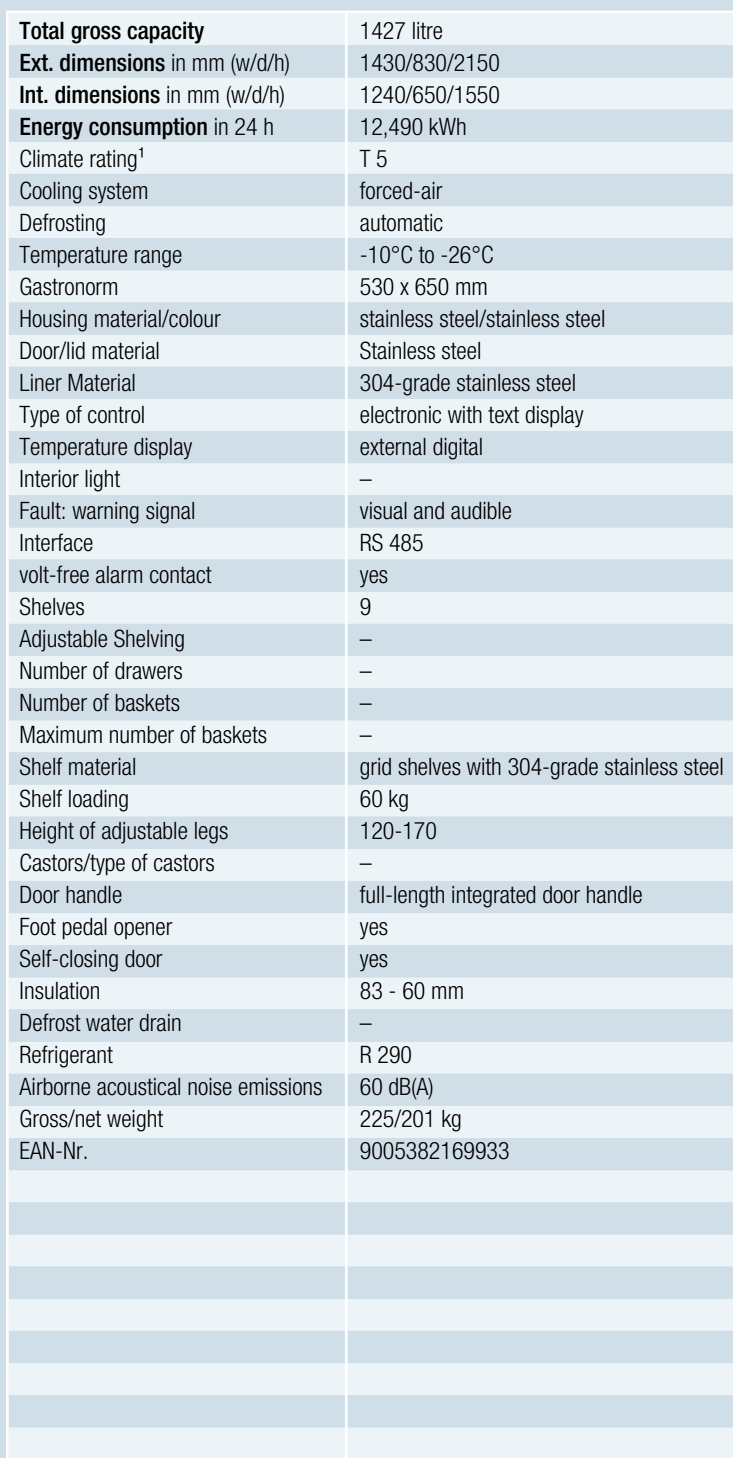 Total gross capacity 1427 litre
Ext. dimensions in mm (w/d/h) 1430/830/2150
Int. dimensions in mm (w/d/h) 1240/650/1550
Energy consumption in 24 h 12,490 kWh
Climate rating¹ T 5
Cooling system forced-air
Defrosting automatic
Temperature range -10°C to -26°C
Gastronorm 530 x 650 mm
Housing material/colour stainless steel/stainless steel
Door/lid material Stainless steel
Liner Material 304-grade stainless steel
Type of control electronic with text display
Temperature display external digital
Interior light –
Fault: warning signal visual and audible
Interface RS 485
volt-free alarm contact yes
Shelves 9
Adjustable Shelving –
Number of drawers –
Number of baskets –
Maximum number of baskets –
Shelf material grid shelves with 304-grade stainless steel
Shelf loading 60 kg
Height of adjustable legs 120-170
Castors/type of castors –
Door handle full-length integrated door handle
Foot pedal opener yes
Self-closing door yes
Insulation 83 - 60 mm
Defrost water drain –
Refrigerant R 290
Airborne acoustical noise emissions 60 dB(A)
Gross/net weight 225/201 kg
EAN-Nr. 9005382169933